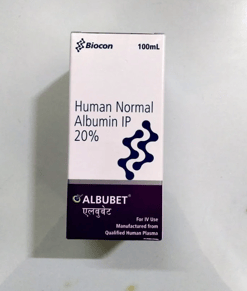 Biocon
100mL
Human Normal
Albumin IP
20%
ALBUBET
एलबुबेट
For IV Use
Manufactured from
Qualified Human Plasma